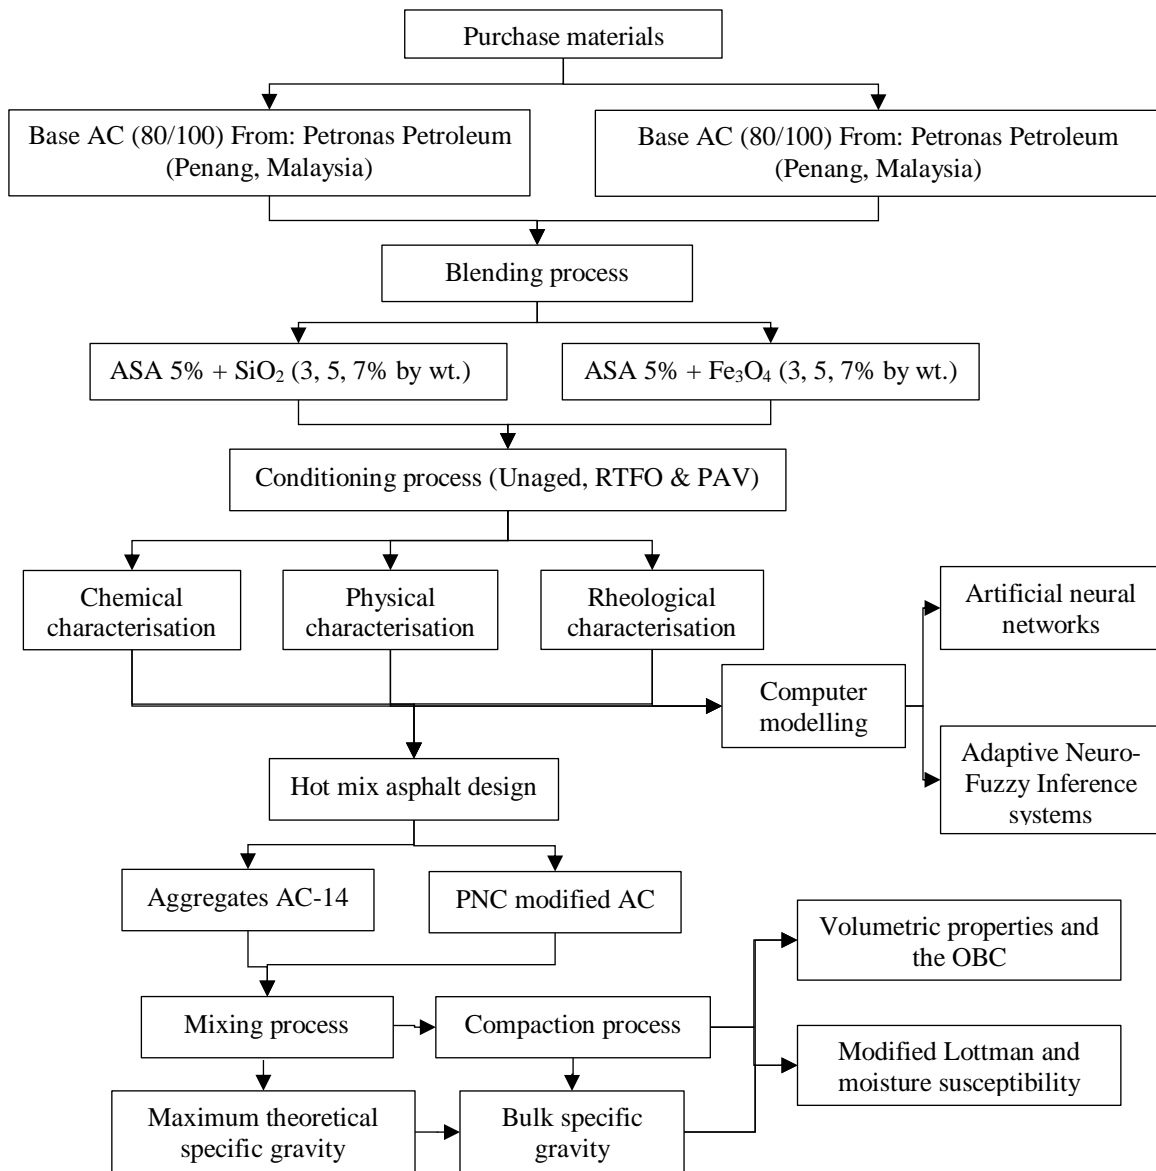 Purchase materials
Base AC (80/100) From: Petronas Petroleum
(Penang, Malaysia)
Base AC (80/100) From: Petronas Petroleum
(Penang, Malaysia)
Blending process
ASA 5% + SiO₂ (3, 5, 7% by wt.)
ASA 5% + Fe₃O₄ (3, 5, 7% by wt.)
Conditioning process (Unaged, RTFO & PAV)
Chemical
characterisation
Physical
characterisation
Rheological
characterisation
Artificial neural
networks
Computer
modelling
Adaptive Neuro-
Fuzzy Inference
systems
Hot mix asphalt design
Aggregates AC-14
PNC modified AC
Volumetric properties and
the OBC
Mixing process
Compaction process
Modified Lottman and
moisture susceptibility
Maximum theoretical
specific gravity
Bulk specific
gravity